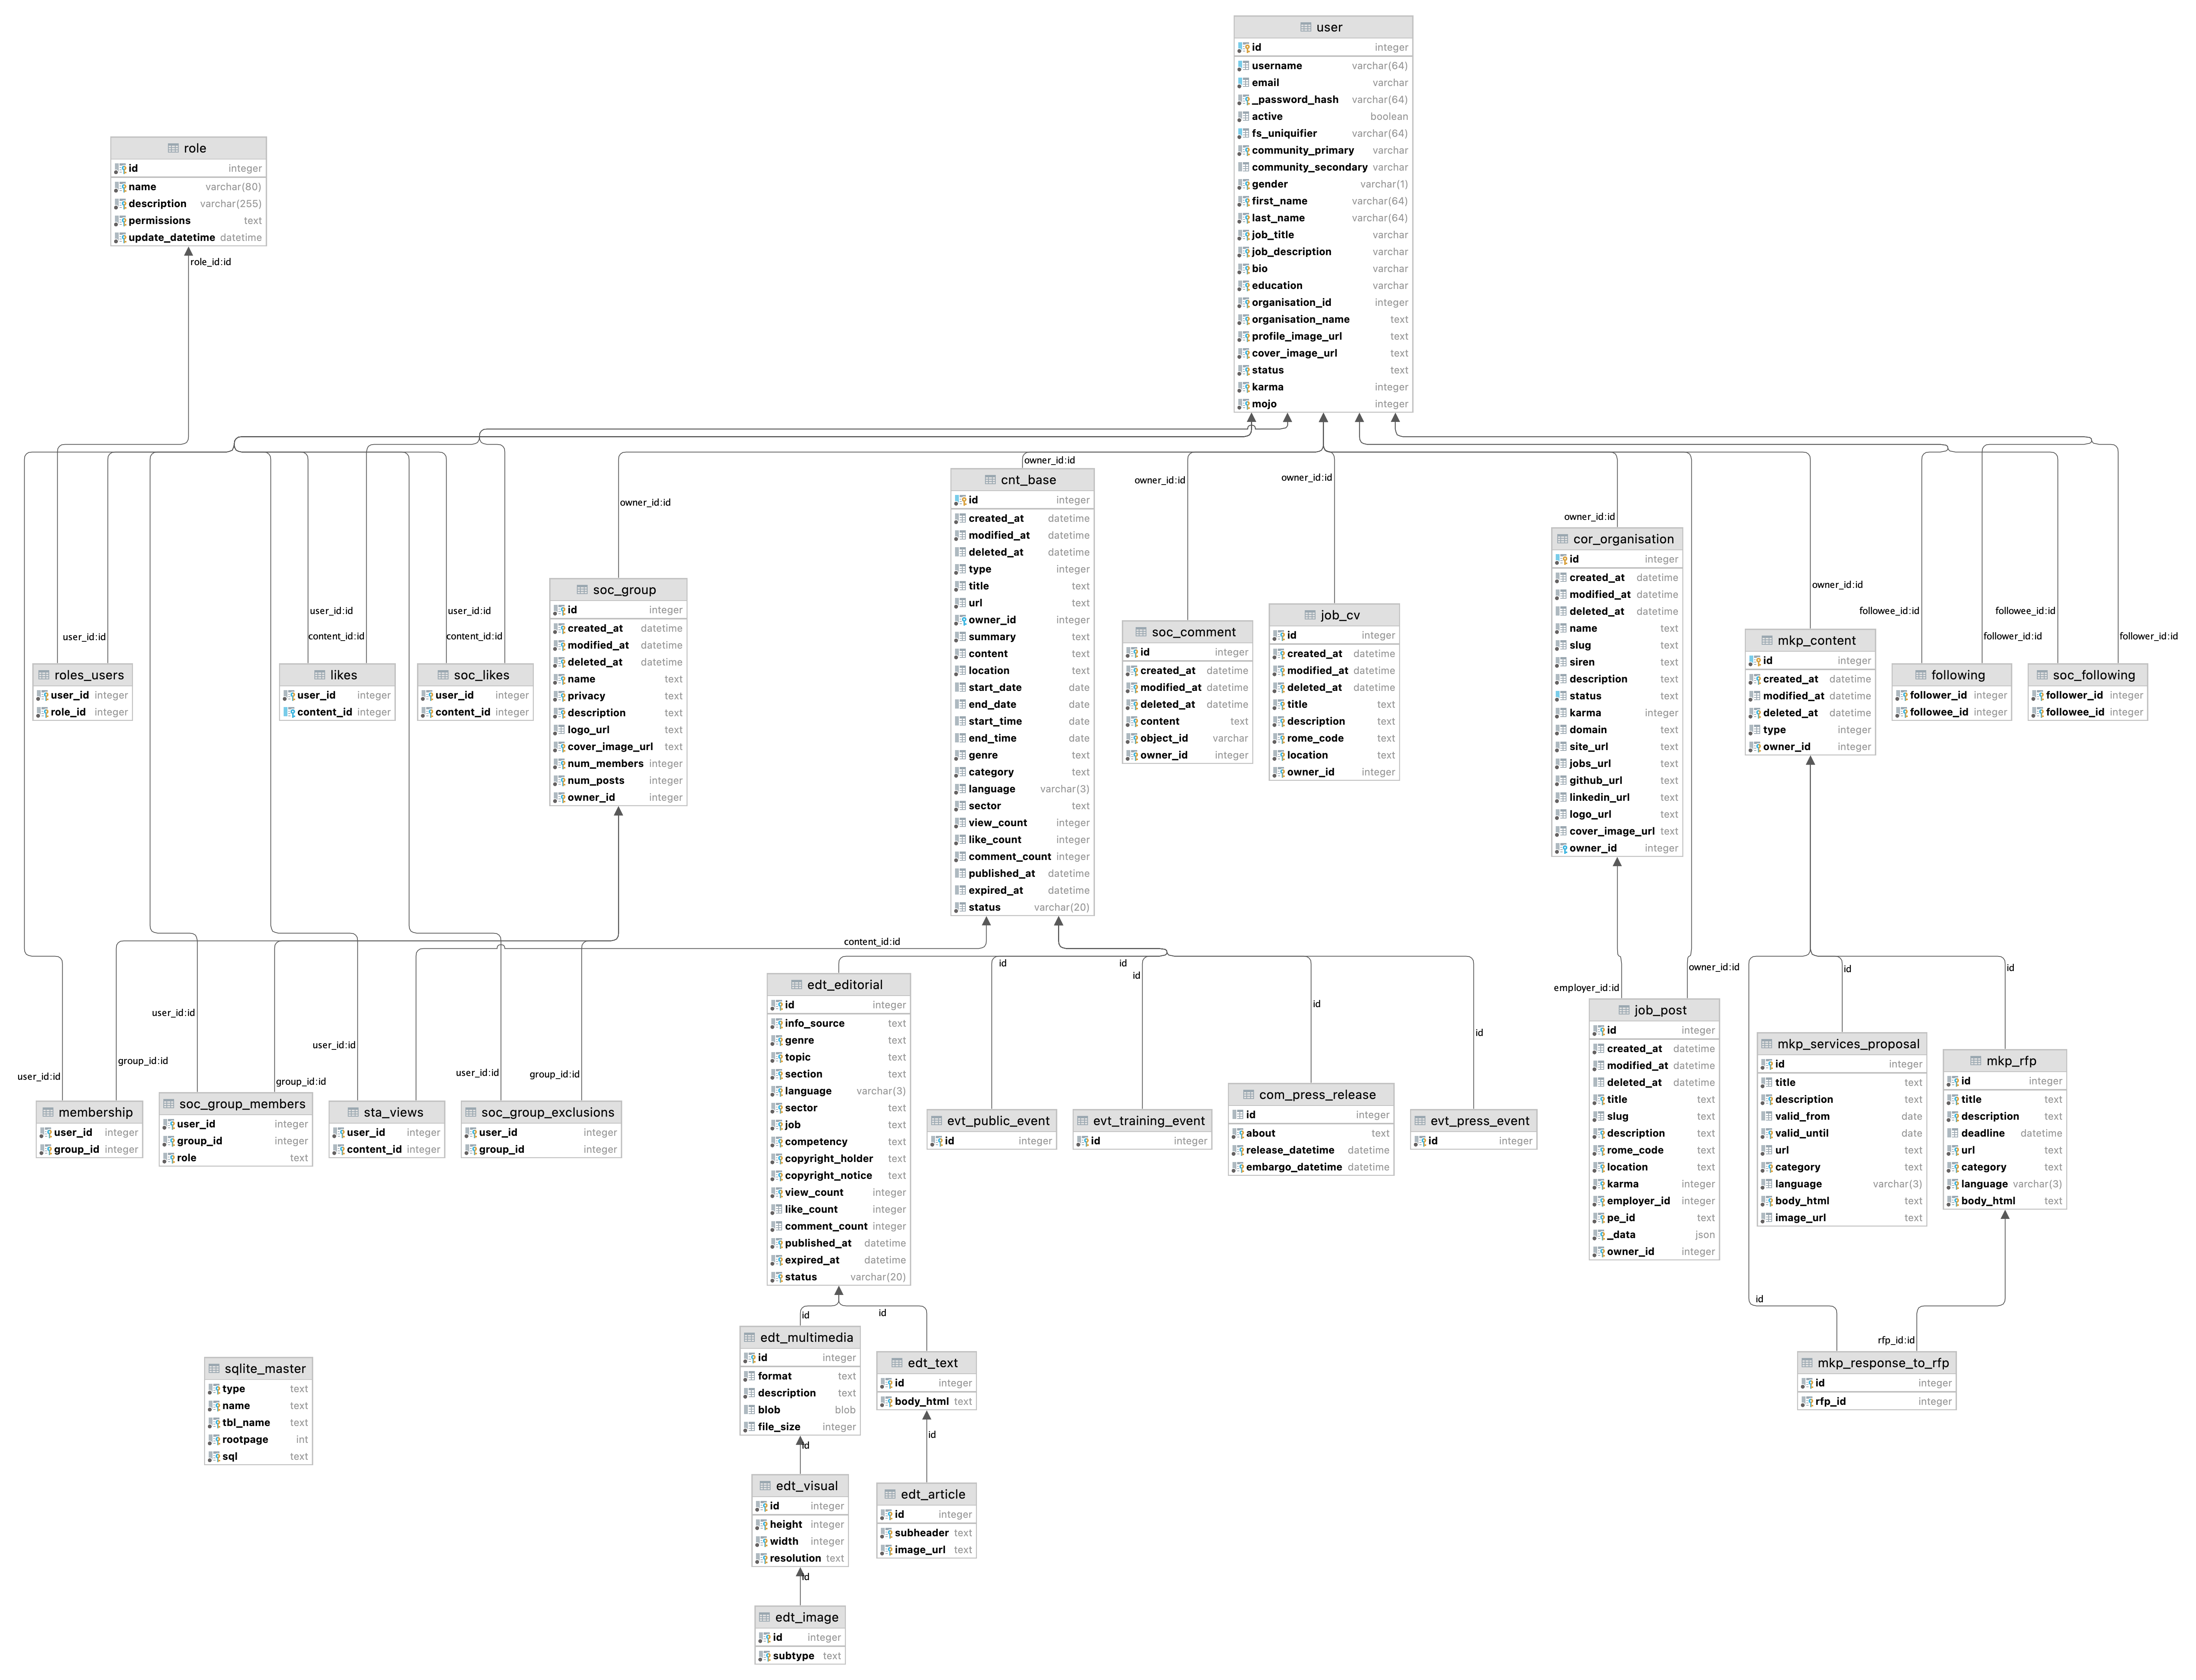 user
id integer
username varchar(64)
email varchar
_password_hash varchar(64)
active boolean
fs_uniquifier varchar(64)
community_primary varchar
community_secondary varchar
gender varchar(1)
first_name varchar(64)
last_name varchar(64)
job_title varchar
job_description varchar
bio varchar
education varchar
organisation_id integer
organisation_name text
profile_image_url text
cover_image_url text
status text
karma integer
mojo integer
role
id integer
name varchar(80)
description varchar(255)
permissions text
update_datetime datetime
role_id:id
owner_id:id
owner_id:id
owner_id:id
owner_id:id
owner_id:id
owner_id:id
user_id:id
content_id:id
user_id:id
content_id:id
user_id:id
followee_id:id
follower_id:id
followee_id:id
follower_id:id
roles_users
user_id integer
role_id integer
likes
user_id integer
content_id integer
soc_likes
user_id integer
content_id integer
soc_group
id integer
created_at datetime
modified_at datetime
deleted_at datetime
name text
privacy text
description text
logo_url text
cover_image_url text
num_members integer
num_posts integer
owner_id integer
cnt_base
id integer
created_at datetime
modified_at datetime
deleted_at datetime
type integer
title text
url text
owner_id integer
summary text
content text
location text
start_date date
end_date date
start_time date
end_time date
genre text
category text
language varchar(3)
sector text
view_count integer
like_count integer
comment_count integer
published_at datetime
expired_at datetime
status varchar(20)
soc_comment
id integer
created_at datetime
modified_at datetime
deleted_at datetime
content text
object_id varchar
owner_id integer
job_cv
id integer
created_at datetime
modified_at datetime
deleted_at datetime
title text
description text
rome_code text
location text
owner_id integer
cor_organisation
id integer
created_at datetime
modified_at datetime
deleted_at datetime
name text
slug text
siren text
description text
status text
karma integer
domain text
site_url text
jobs_url text
github_url text
linkedin_url text
logo_url text
cover_image_url text
owner_id integer
mkp_content
id integer
created_at datetime
modified_at datetime
deleted_at datetime
type integer
owner_id integer
following
follower_id integer
followee_id integer
soc_following
follower_id integer
followee_id integer
content_id:id
id
id
id
id
id
owner_id:id
employer_id:id
id
id
user_id:id
group_id:id
user_id:id
group_id:id
user_id:id
user_id:id
group_id:id
membership
user_id integer
group_id integer
soc_group_members
user_id integer
group_id integer
role text
sta_views
user_id integer
content_id integer
soc_group_exclusions
user_id integer
group_id integer
edt_editorial
id integer
info_source text
genre text
topic text
section text
language varchar(3)
sector text
job text
competency text
copyright_holder text
copyright_notice text
view_count integer
like_count integer
comment_count integer
published_at datetime
expired_at datetime
status varchar(20)
evt_public_event
id integer
evt_training_event
id integer
com_press_release
id integer
about text
release_datetime datetime
embargo_datetime datetime
evt_press_event
id integer
job_post
id integer
created_at datetime
modified_at datetime
deleted_at datetime
title text
slug text
description text
rome_code text
location text
karma integer
employer_id integer
pe_id text
_data json
owner_id integer
mkp_services_proposal
id integer
title text
description text
valid_from date
valid_until date
url text
category text
language varchar(3)
body_html text
image_url text
mkp_rfp
id integer
title text
description text
deadline datetime
url text
category text
language varchar(3)
body_html text
id
rfp_id:id
mkp_response_to_rfp
id integer
rfp_id integer
id
id
edt_multimedia
id integer
format text
description text
blob blob
file_size integer
edt_text
id integer
body_html text
id
id
edt_visual
id integer
height integer
width integer
resolution text
edt_article
id integer
subheader text
image_url text
id
edt_image
id integer
subtype text
sqlite_master
type text
name text
tbl_name text
rootpage int
sql text